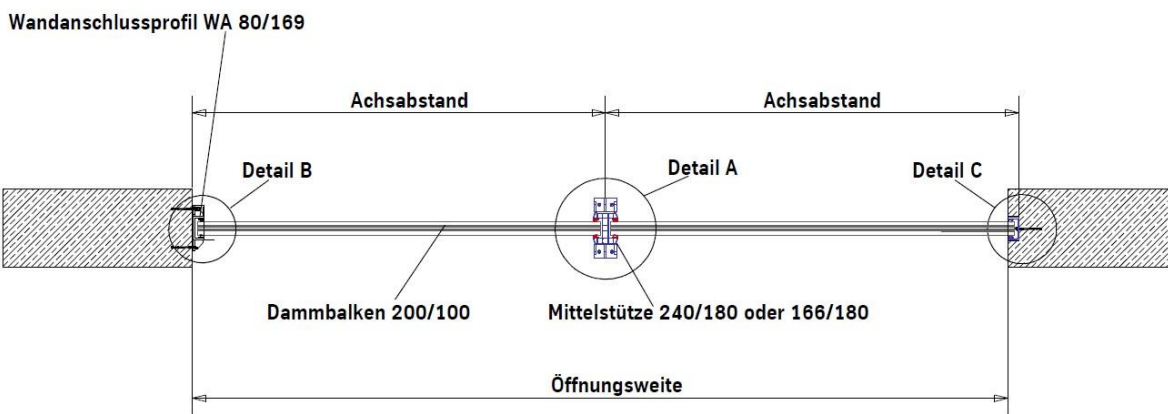 Wandanschlussprofil WA 80/169
Achsabstand
Achsabstand
Detail B
Detail A
Detail C
Dammbalken 200/100
Mittelstütze 240/180 oder 166/180
Öffnungsweite